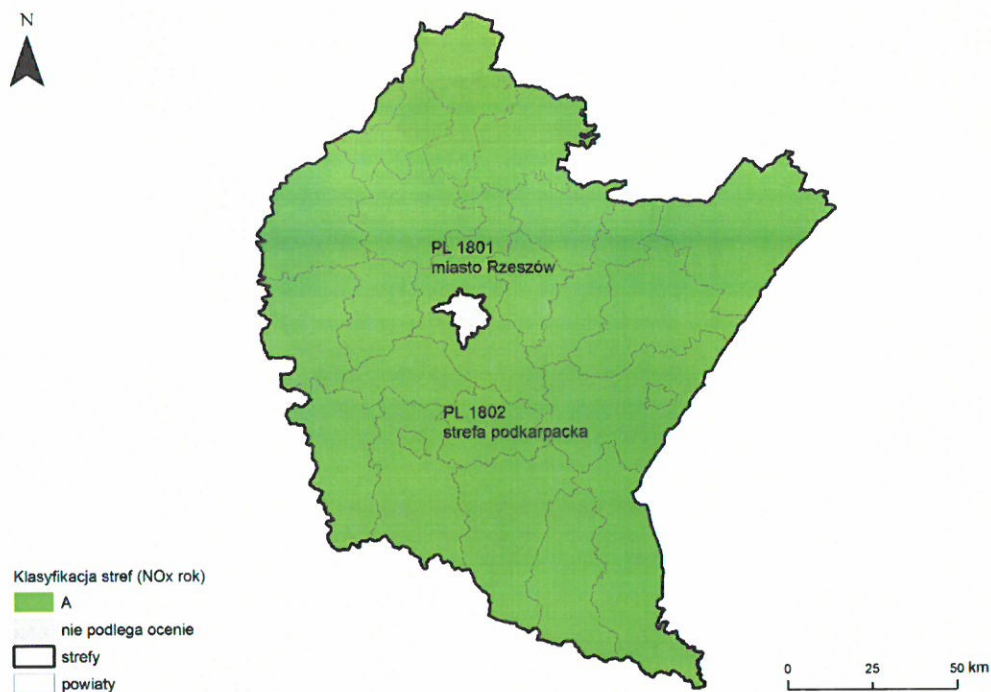 N
PL 1801
miasto Rzeszów
PL 1802
strefa podkarpacka
Klasyfikacja stref (NOx rok)
A
nie podlega ocenie
strefy
powiaty
0 25 50 km